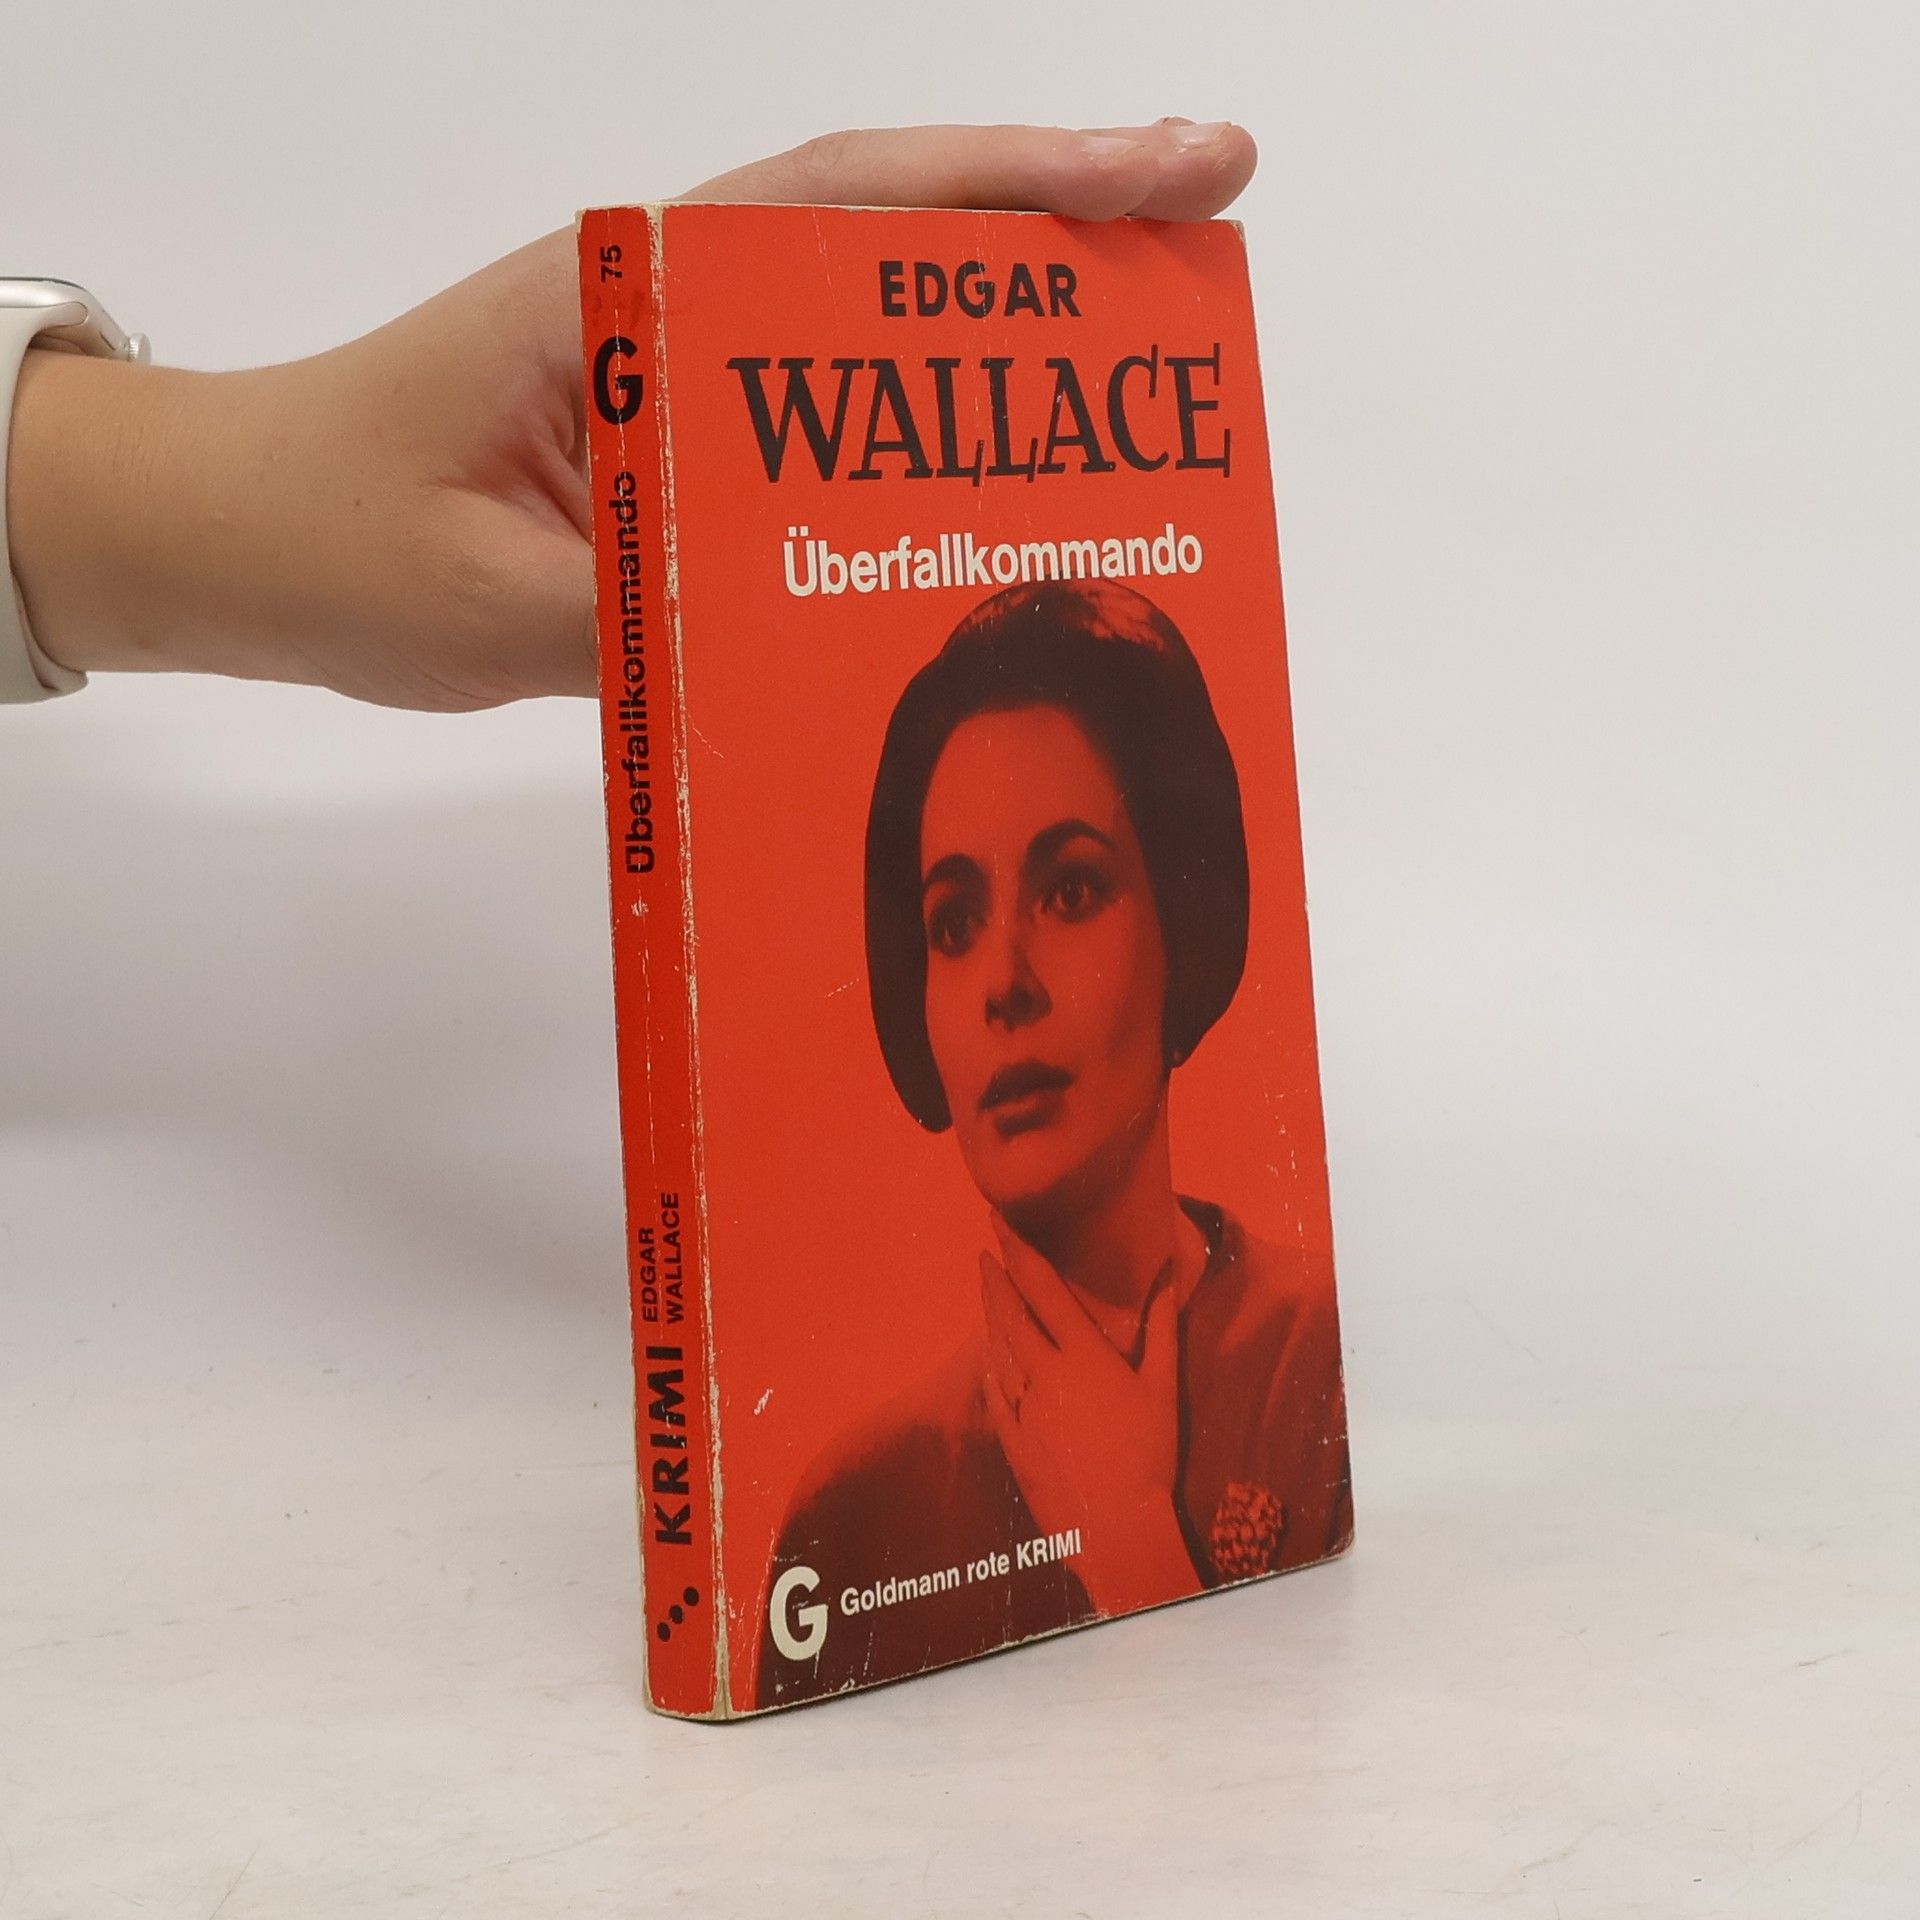 EDGAR
WALLACE
Überfallkommando
G Goldmann rote KRIMI
75
G
Überfallkommando
EDGAR
WALLACE
KRIMI